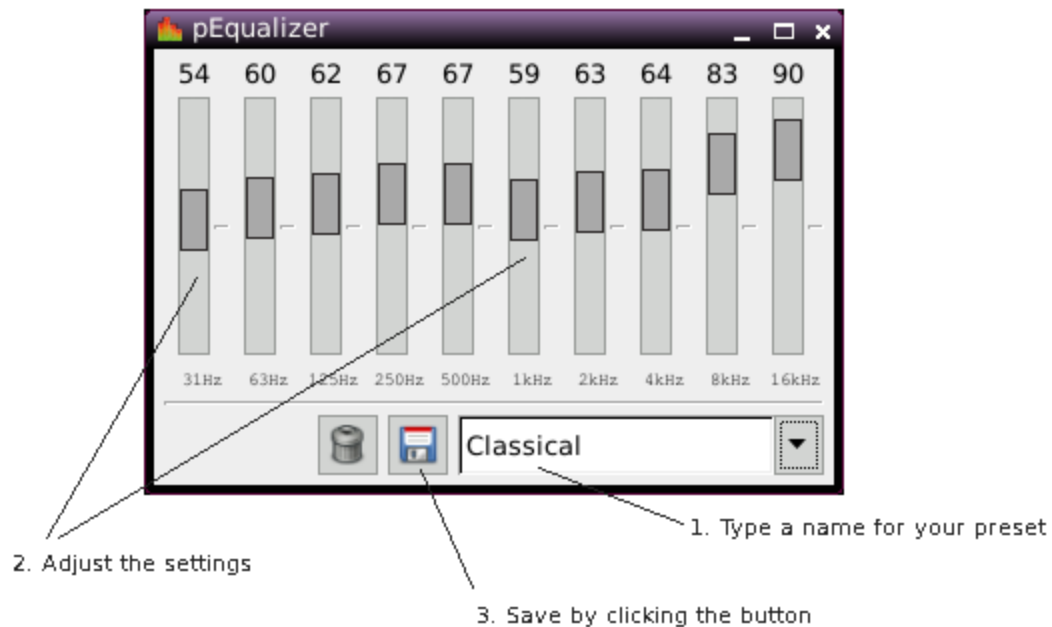 pEqualizer
54 60 62 67 67 59 63 64 83 90
31Hz 63Hz 125Hz 250Hz 500Hz 1kHz 2kHz 4kHz 8kHz 16kHz
Classical
1. Type a name for your preset
2. Adjust the settings
3. Save by clicking the button